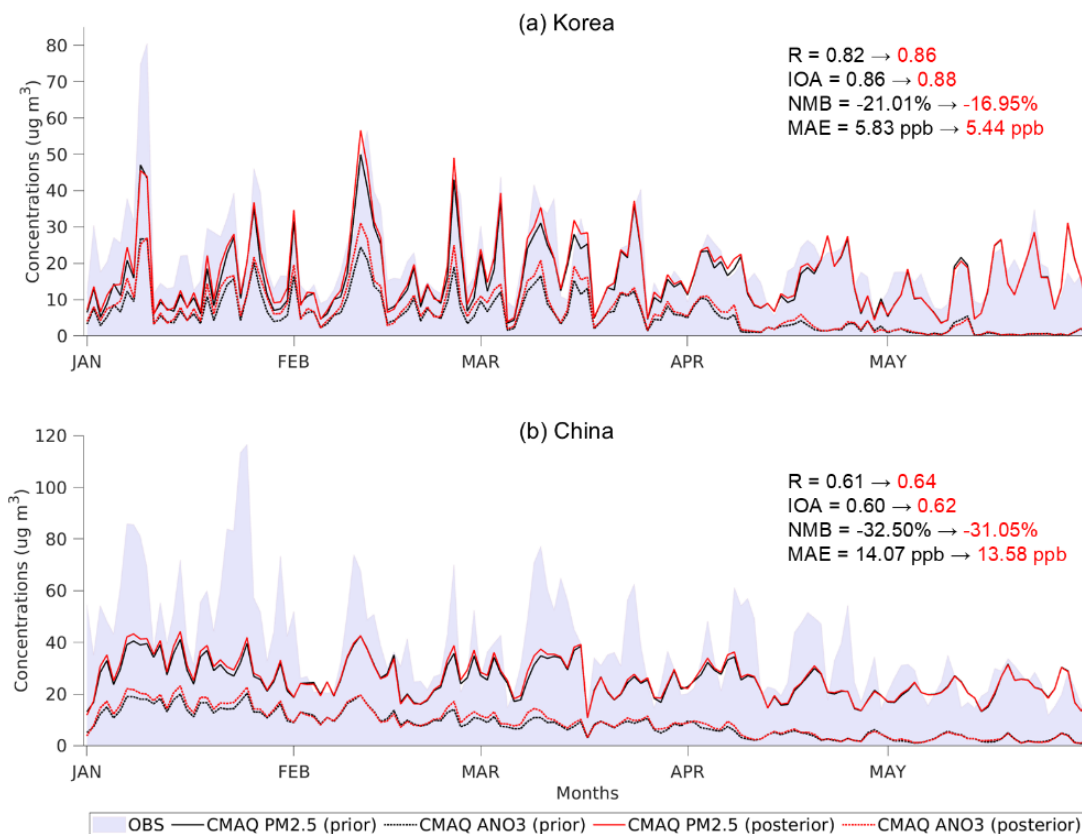 (a) Korea
R = 0.82 → 0.86
IOA = 0.86 → 0.88
NMB = -21.01% → -16.95%
MAE = 5.83 ppb → 5.44 ppb
Concentrations (ug m³)
80
70
60
50
40
30
20
10
0
JAN FEB MAR APR MAY
(b) China
R = 0.61 → 0.64
IOA = 0.60 → 0.62
NMB = -32.50% → -31.05%
MAE = 14.07 ppb → 13.58 ppb
Concentrations (ug m³)
120
100
80
60
40
20
0
JAN FEB MAR APR MAY
Months
OBS CMAQ PM2.5 (prior) CMAQ ANO3 (prior) CMAQ PM2.5 (posterior) CMAQ ANO3 (posterior)